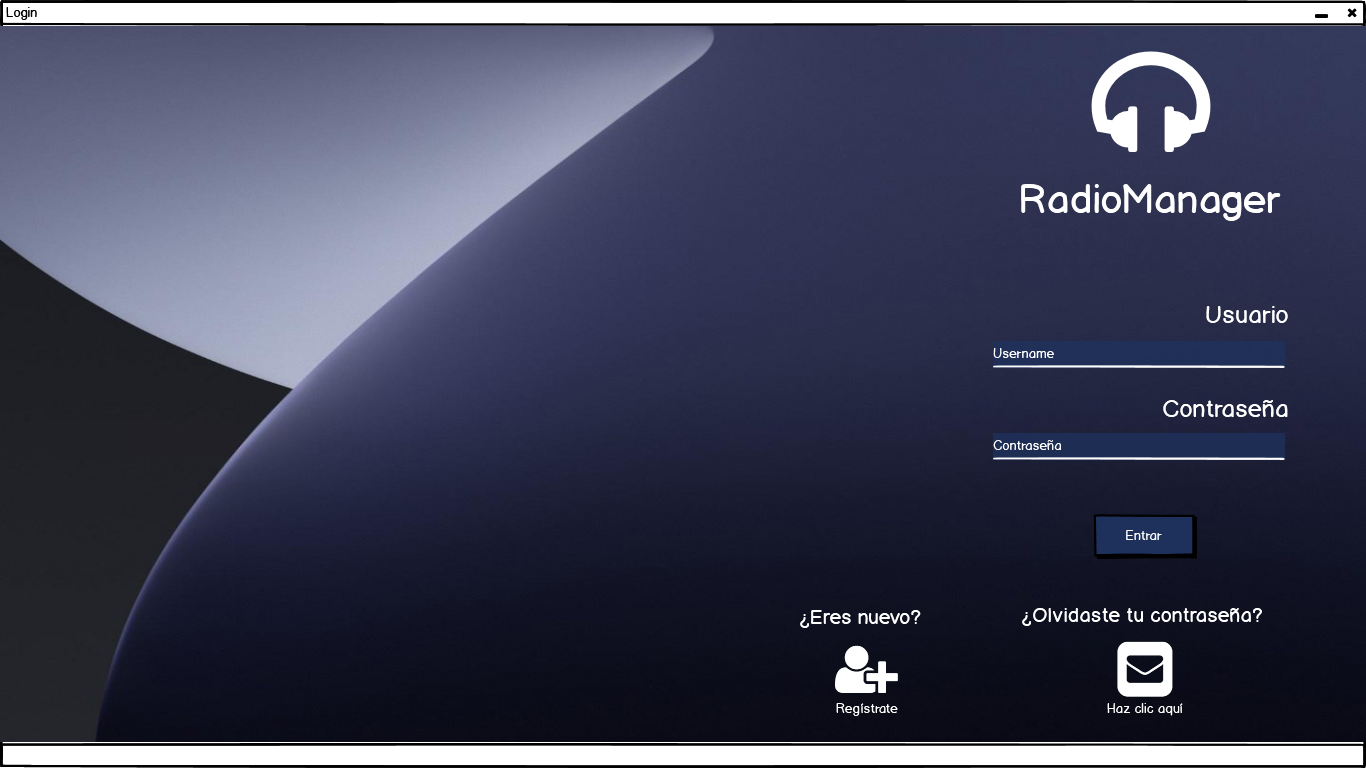 Login
RadioManager
Usuario
Username
Contraseña
Contraseña
Entrar
¿Eres nuevo?
Regístrate
¿Olvidaste tu contraseña?
Haz clic aquí